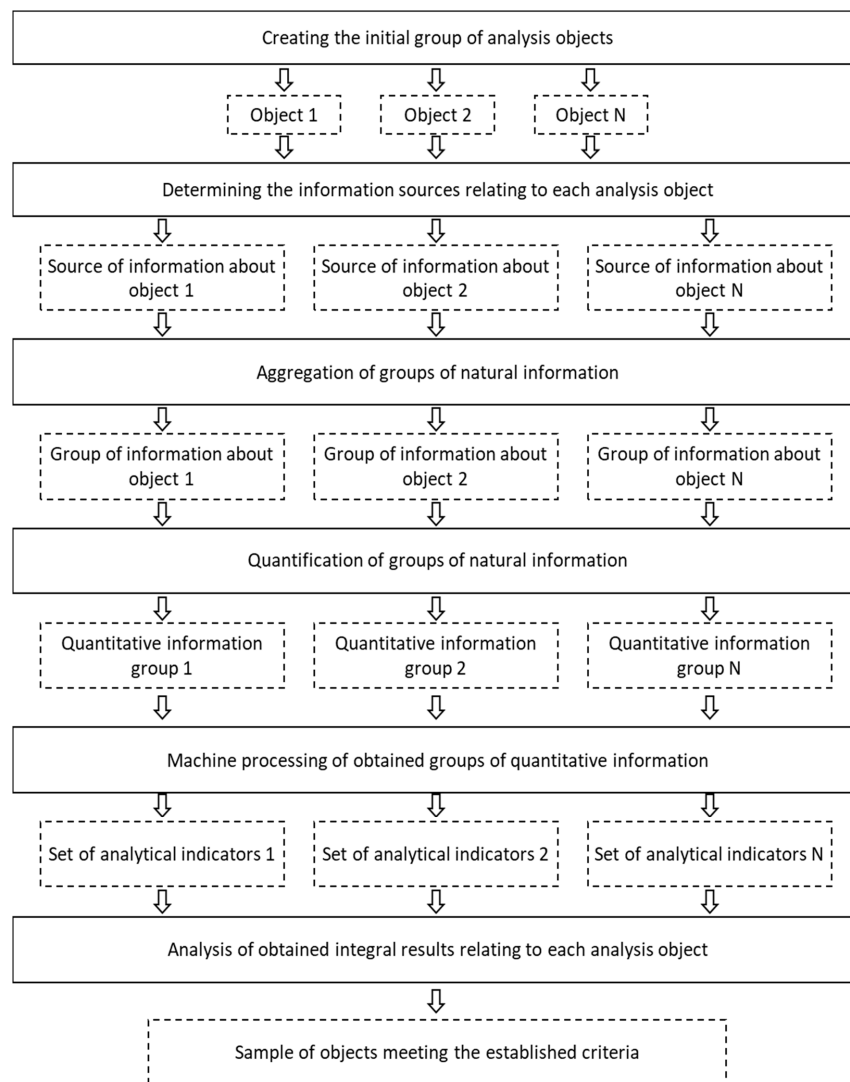 Creating the initial group of analysis objects
Object 1
Object 2
Object N
Determining the information sources relating to each analysis object
Source of information about
object 1
Source of information about
object 2
Source of information about
object N
Aggregation of groups of natural information
Group of information about
object 1
Group of information about
object 2
Group of information about
object N
Quantification of groups of natural information
Quantitative information
group 1
Quantitative information
group 2
Quantitative information
group N
Machine processing of obtained groups of quantitative information
Set of analytical indicators 1
Set of analytical indicators 2
Set of analytical indicators N
Analysis of obtained integral results relating to each analysis object
Sample of objects meeting the established criteria